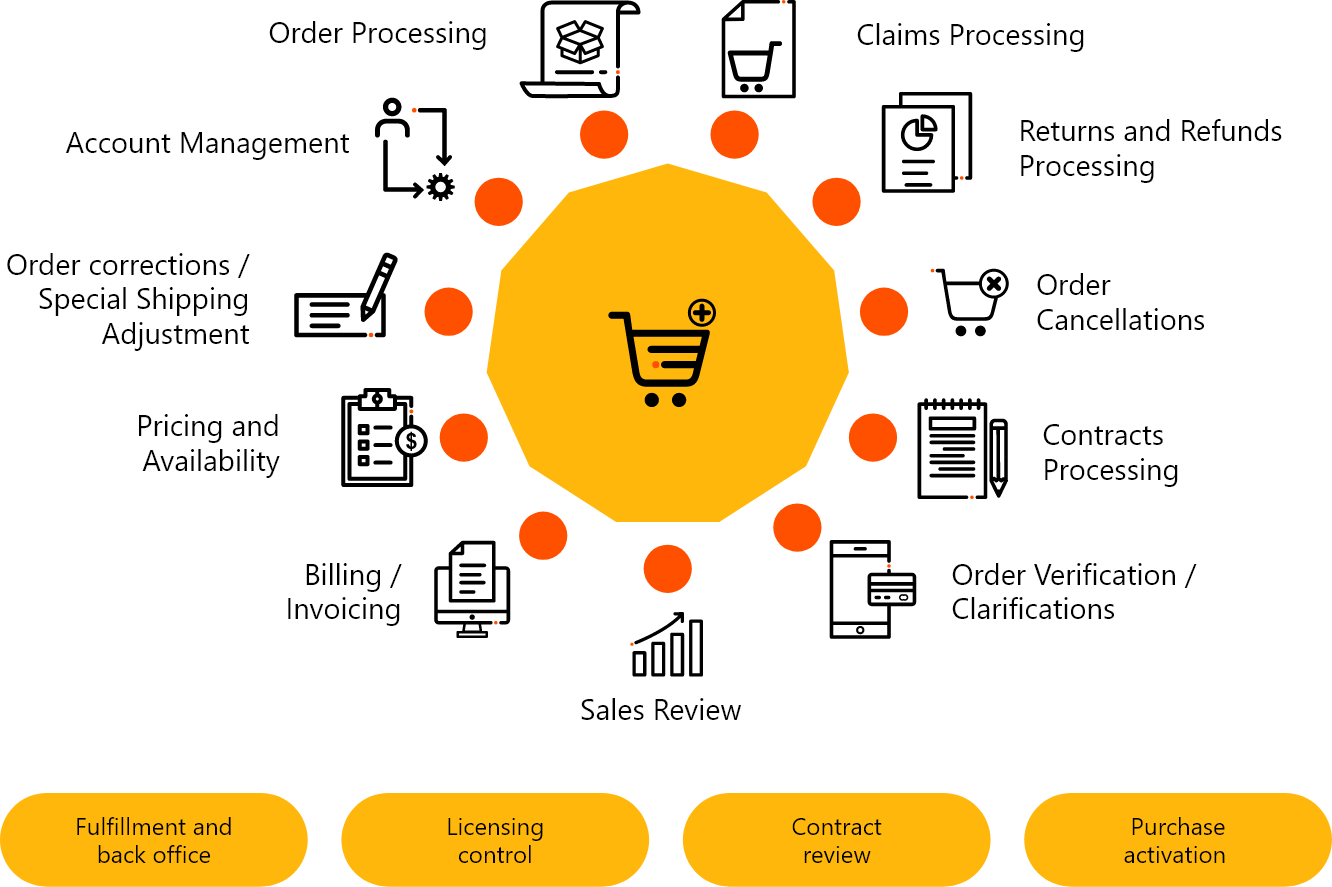 Order Processing
Claims Processing
Account Management
Returns and Refunds
Processing
Order corrections /
Special Shipping
Adjustment
Order
Cancellations
Pricing and
Availability
$
Contracts
Processing
Billing /
Invoicing
Order Verification /
Clarifications
Sales Review
Fulfillment and
back office
Licensing
control
Contract
review
Purchase
activation